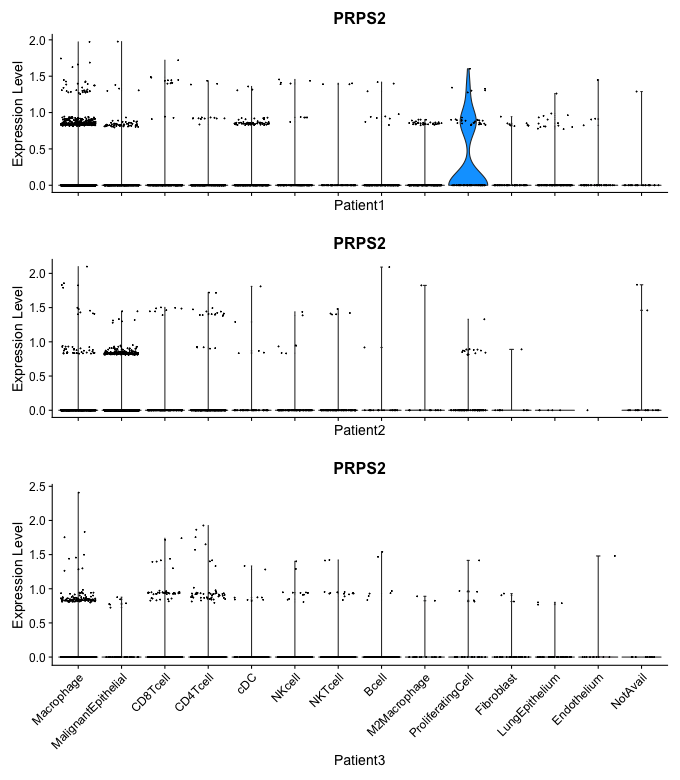 PRPS2
Expression Level
2.0
1.5
1.0
0.5
0.0
Patient1
PRPS2
Expression Level
2.0
1.5
1.0
0.5
0.0
Patient2
PRPS2
Expression Level
2.5
2.0
1.5
1.0
0.5
0.0
Macrophage
MalignantEpithelial
CD8Tcell
CD4Tcell
cDC
NKcell
NKTcell
Bcell
M2Macrophage
ProliferatingCell
Fibroblast
LungEpithelium
Endothelium
NotAvail
Patient3